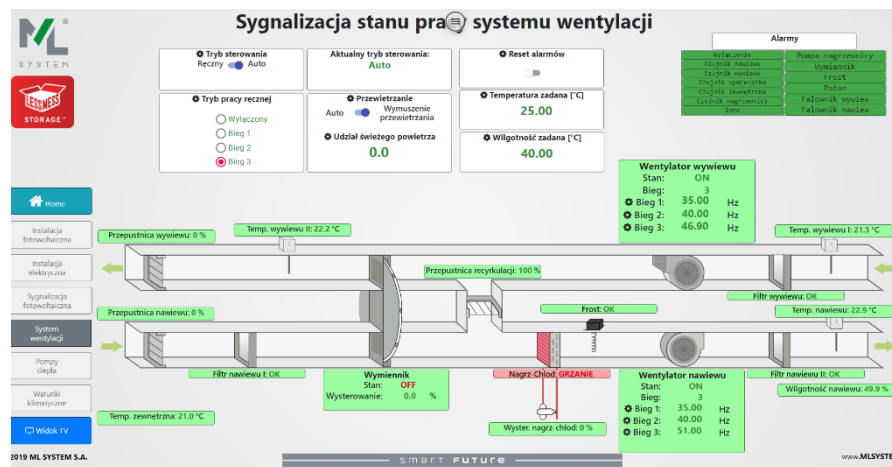 Sygnalizacja stanu pra systemu wentylacji
ML
SYSTEM
LESS MESS
STORAGE
Tryb sterowania
Ręczny Auto
Aktualny tryb sterowania:
Auto
Reset alarmów
Tryb pracy ręcznej
Wyłączony
Bieg 1
Bieg 2
Bieg 3
Przewietrzanie
Auto Wymuszenie
przewietrzania
Udział świeżego powietrza
0.0
Temperatura zadana [°C]
25.00
Wilgotność zadana [°C]
40.00
Alarmy
Wyłączenie
Czujnik nawiewu
Czujnik wywiewu
Czujnik wymiennika
Czujnik zewnętrzna
Czujnik nagrzewnicy
Inne
Pompa nagrzewnicy
Wymiennik
Frost
Pożar
Falownik wywiew
Falownik nawiew
Home
Instalacja
fotowoltaiczna
Instalacja
elektryczna
Sygnalizacja
fotowoltaiczna
System
wentylacji
Pompy
ciepła
Warunki
klimatyczne
Widok TV
Wentylator wywiewu
Stan: ON
Bieg: 3
Bieg 1: 35.00 Hz
Bieg 2: 40.00 Hz
Bieg 3: 46.90 Hz
Przepustnica wywiewu: 0 %
Temp. wywiewu II: 22.2 °C
Temp. wywiewu I: 21.5 °C
Przepustnica recyrkulacji: 100 %
Filtr wywiewu: OK
Przepustnica nawiewu: 0 %
Frost: OK
Temp. nawiewu: 22.9 °C
Filtr nawiewu I: OK
Wymiennik
Stan: OFF
Wysterowanie: 0.0 %
Nagrz-Chłod: GRZANIE
Wentylator nawiewu
Stan: ON
Bieg: 3
Bieg 1: 35.00 Hz
Bieg 2: 40.00 Hz
Bieg 3: 51.00 Hz
Filtr nawiewu II: OK
Wilgotność nawiewu: 49.9 %
Temp. zewnętrzna: 21.0 °C
Wyster. nagrz-chłod: 0 %
2019 ML SYSTEM S.A.
smart FUTURE
www.MLSYST